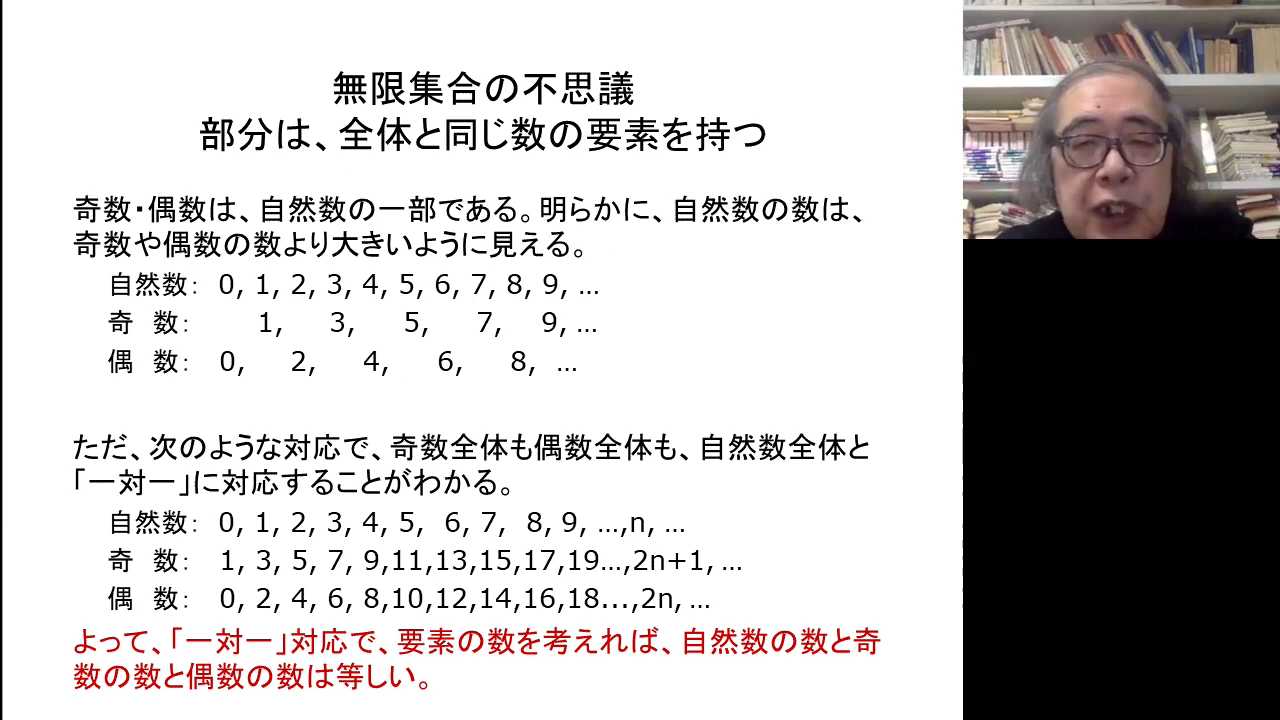 無限集合の不思議
部分は、全体と同じ数の要素を持つ
奇数・偶数は、自然数の一部である。明らかに、自然数の数は、
奇数や偶数の数より大きいように見える。
自然数： 0, 1, 2, 3, 4, 5, 6, 7, 8, 9, …
奇　数： 1, 3, 5, 7, 9, …
偶　数： 0, 2, 4, 6, 8, …
ただ、次のような対応で、奇数全体も偶数全体も、自然数全体と
「一対一」に対応することがわかる。
自然数： 0, 1, 2, 3, 4, 5, 6, 7, 8, 9, …,n, …
奇　数： 1, 3, 5, 7, 9,11,13,15,17,19…,2n+1, …
偶　数： 0, 2, 4, 6, 8,10,12,14,16,18...,2n, …
よって、「一対一」対応で、要素の数を考えれば、自然数の数と奇
数の数と偶数の数は等しい。